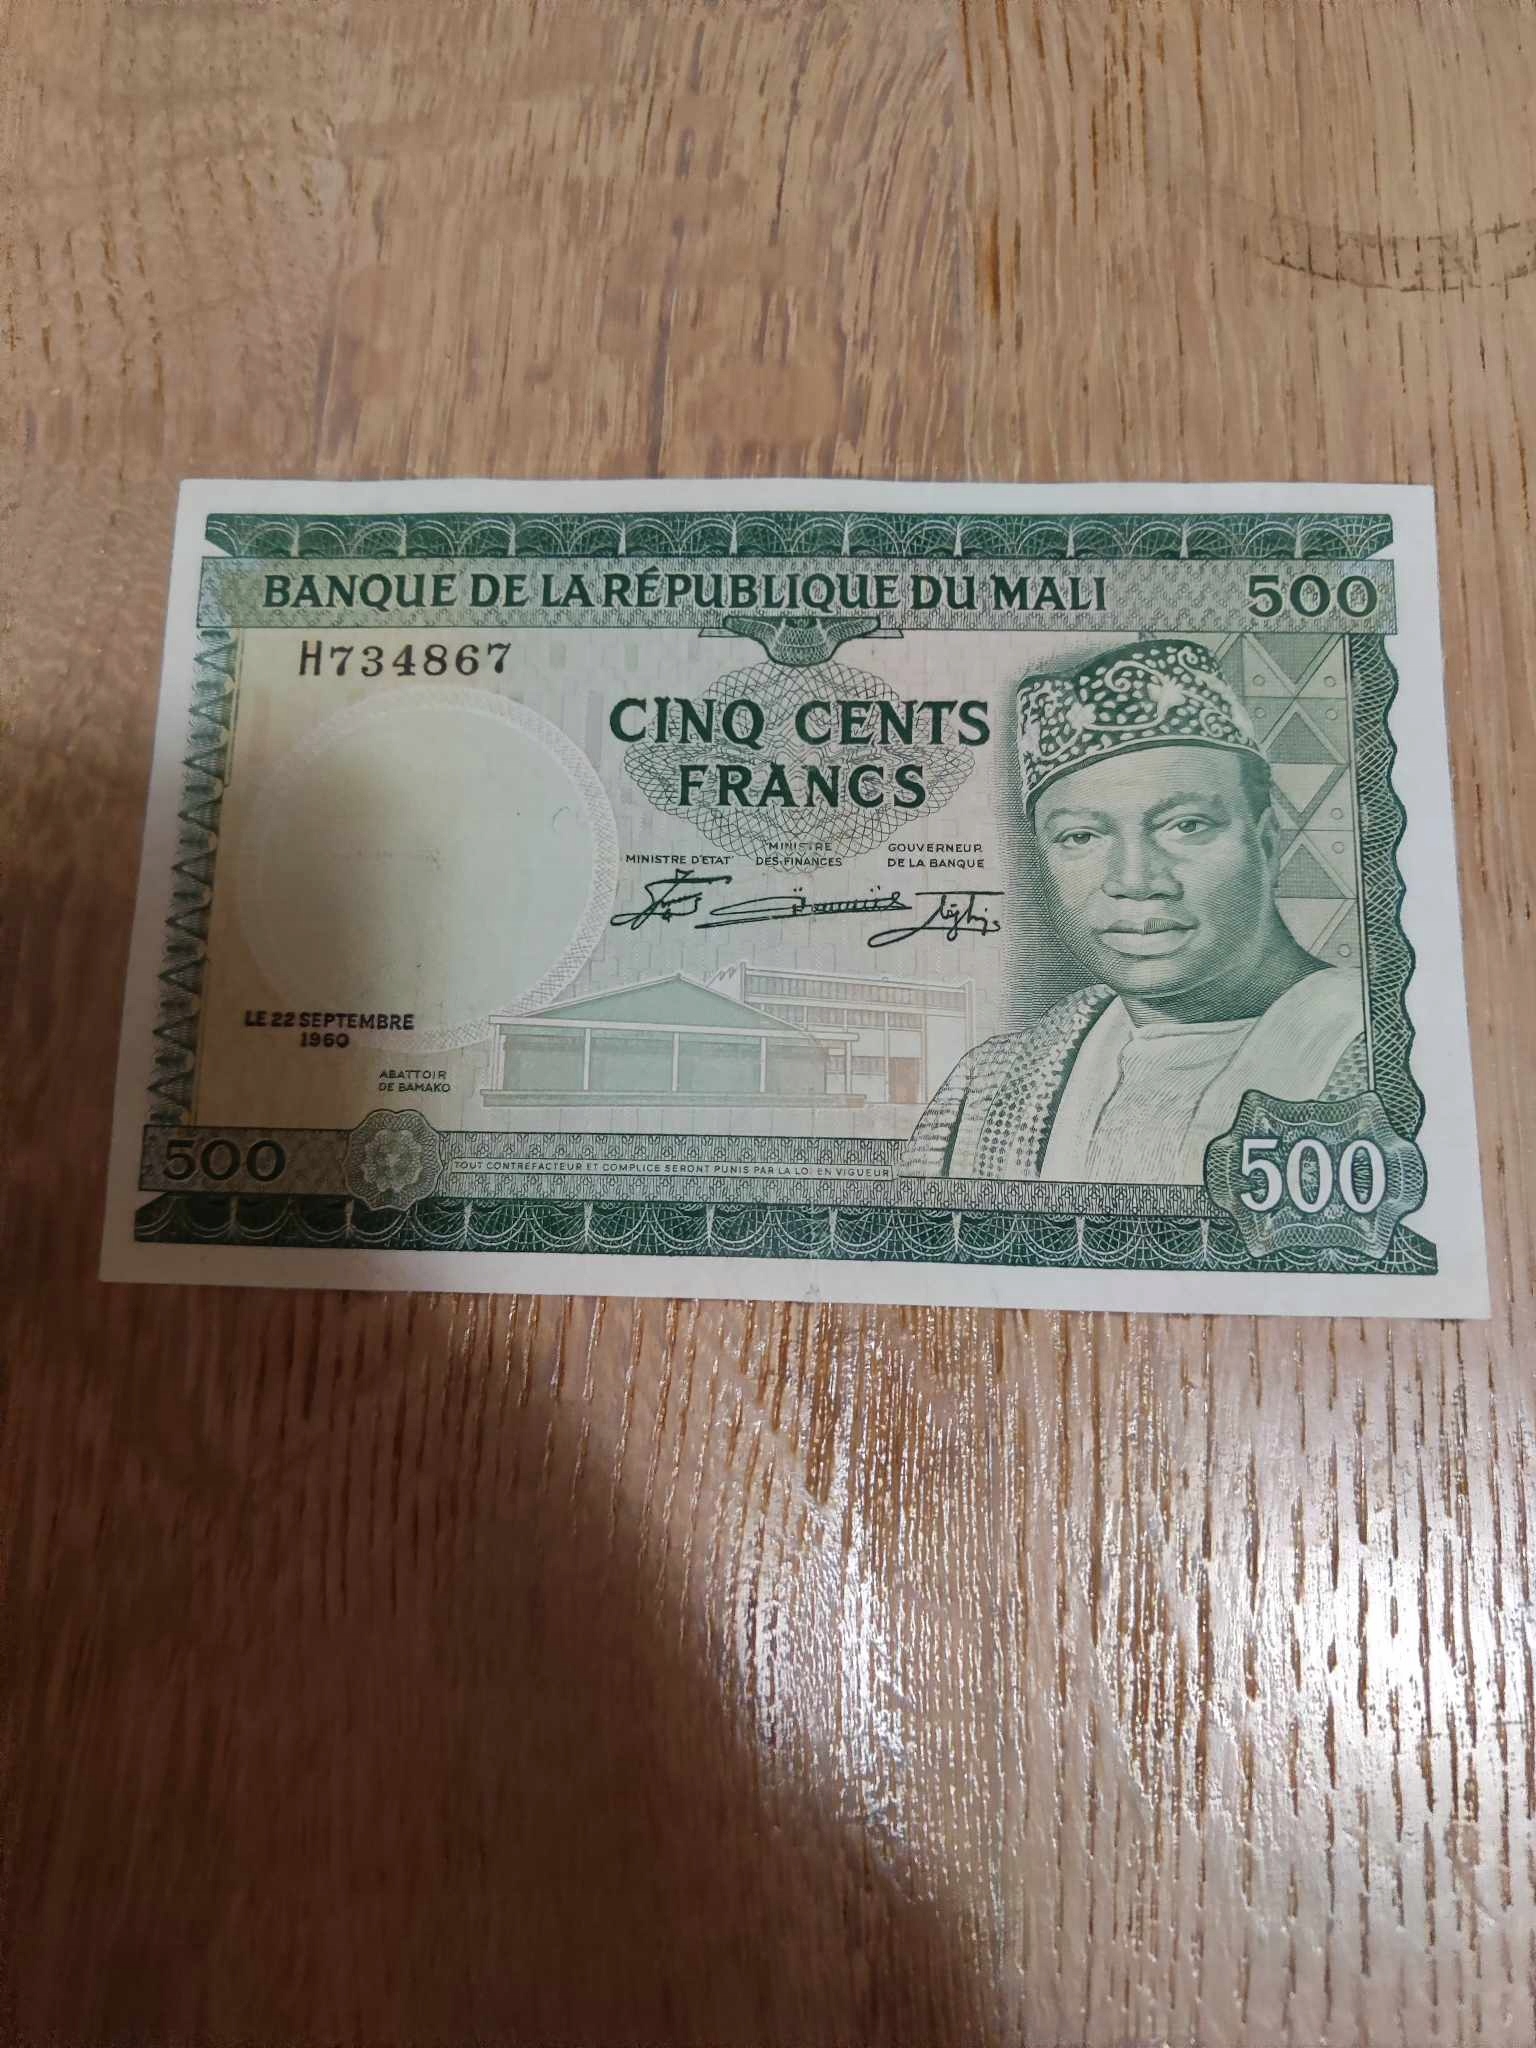 BANQUE DE LA RÉPUBLIQUE DU MALI 500
H734867
CINQ CENTS
FRANCS
MINISTRE D'ETAT
MINISTRE
DES FINANCES
GOUVERNEUR
DE LA BANQUE
LE 22 SEPTEMBRE
1960
ABATTOIR
DE BAMAKO
500
TOUT CONTREFACTEUR ET COMPLICE SERONT PUNIS PAR LA LOI EN VIGUEUR
500